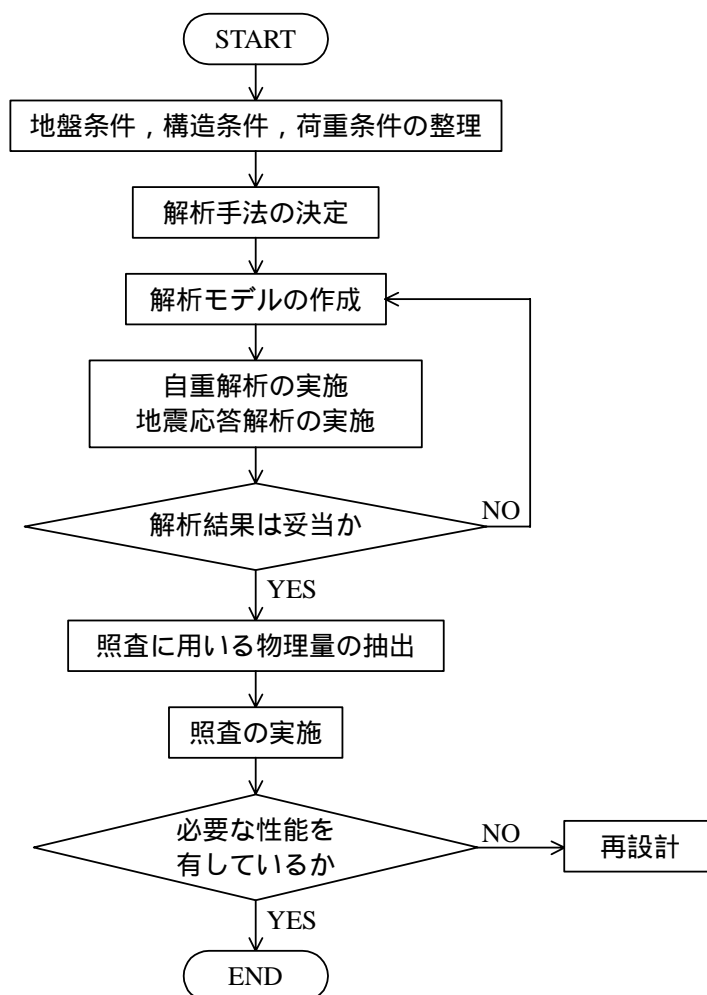 START
地盤条件，構造条件，荷重条件の整理
解析手法の決定
解析モデルの作成
自重解析の実施
地震応答解析の実施
解析結果は妥当か
NO
YES
照査に用いる物理量の抽出
照査の実施
必要な性能を
有しているか
NO
再設計
YES
END